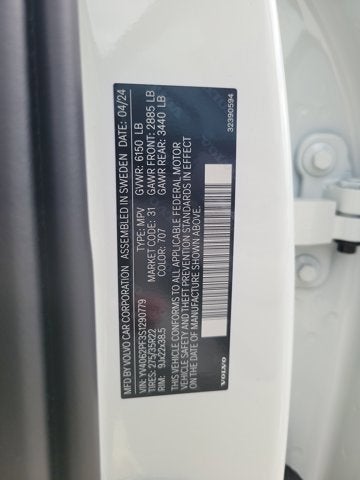 MFD BY VOLVO CAR CORPORATION ASSEMBLED IN SWEDEN DATE: 04/24
GVWR: 6150 LB
GAWR FRONT: 2885 LB
GAWR REAR: 3440 LB
VIN: YV4062PF3S1290779 TYPE: MPV
TIRES: 275/35R22 MARKET CODE: 31
9Jx22x38.5 COLOR: 707
THIS VEHICLE CONFORMS TO ALL APPLICABLE FEDERAL MOTOR
VEHICLE SAFETY AND THEFT PREVENTION STANDARDS IN EFFECT
ON THE DATE OF MANUFACTURE SHOWN ABOVE.
VOLVO
32390594